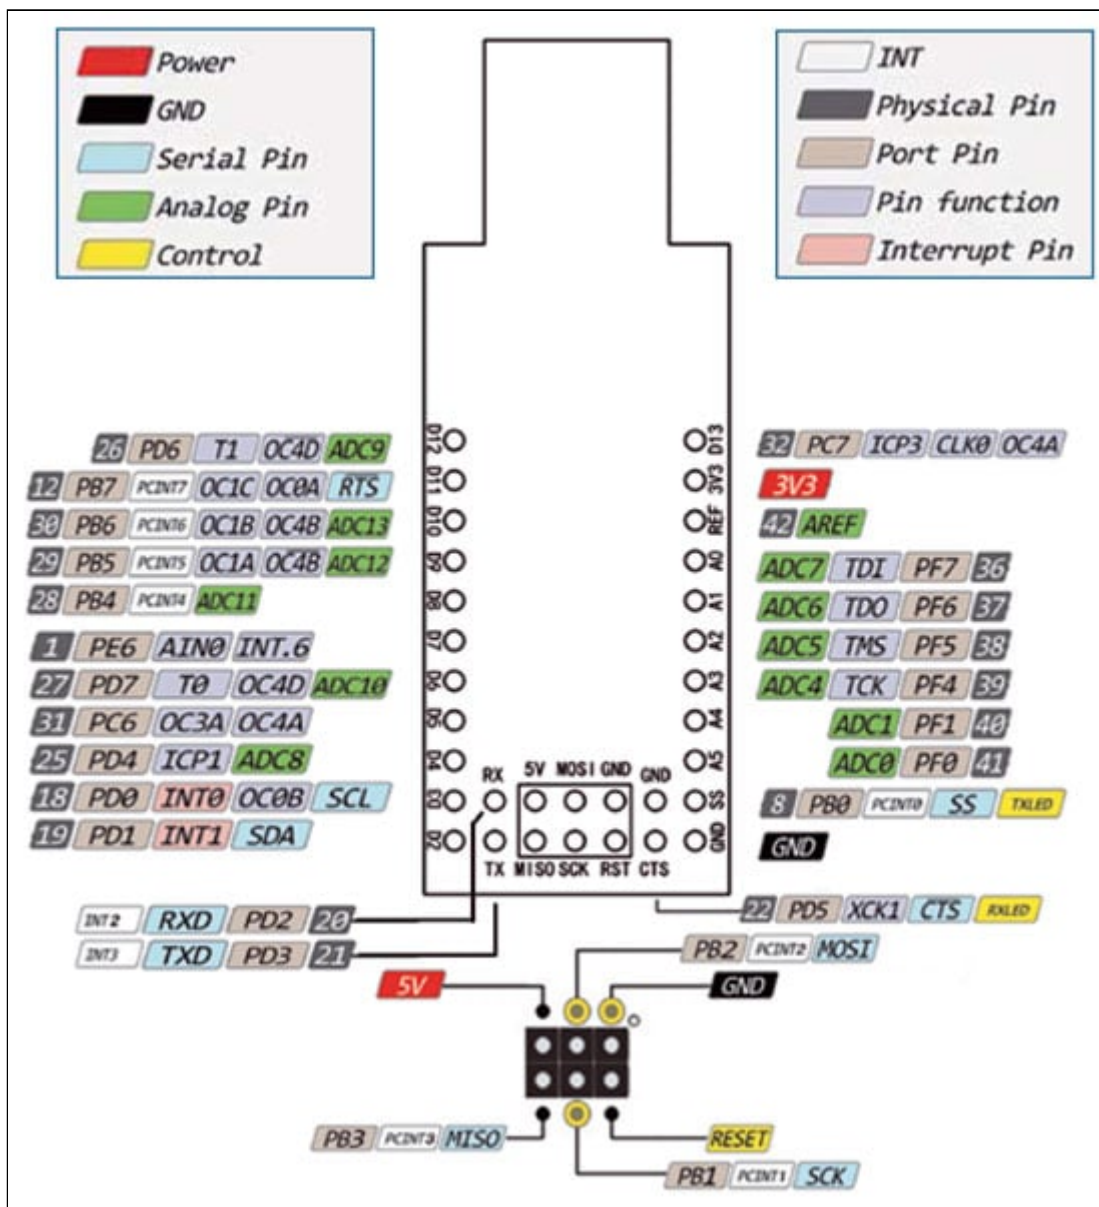 Power
GND
Serial Pin
Analog Pin
Control
INT
Physical Pin
Port Pin
Pin function
Interrupt Pin
26 PD6 T1 OC4D ADC9
12 PB7 PCINT7 OC1C OC0A RTS
30 PB6 PCINT6 OC1B OC4B ADC13
29 PB5 PCINT5 OC1A OC4B ADC12
28 PB4 PCINT4 ADC11
1 PE6 AIN0 INT.6
27 PD7 T0 OC4D ADC10
31 PC6 OC3A OC4A
25 PD4 ICP1 ADC8
18 PD0 INT0 OC0B SCL
19 PD1 INT1 SDA
D12
D11
D10
D9
D8
D7
D6
D5
D4
D3
D2
D13
3V3
REF
A0
A1
A2
A3
A4
A5
SS
GND
RX 5V MOSI GND GND
TX MISO SCK RST CTS
32 PC7 ICP3 CLK0 OC4A
3V3
42 AREF
ADC7 TDI PF7 36
ADC6 TDO PF6 37
ADC5 TMS PF5 38
ADC4 TCK PF4 39
ADC1 PF1 40
ADC0 PF0 41
8 PB0 PCINT0 SS TXLED
GND
INT2 RXD PD2 20
INT3 TXD PD3 21
22 PD5 XCK1 CTS RXLED
PB2 PCINT2 MOSI
5V
GND
PB3 PCINT3 MISO
RESET
PB1 PCINT1 SCK